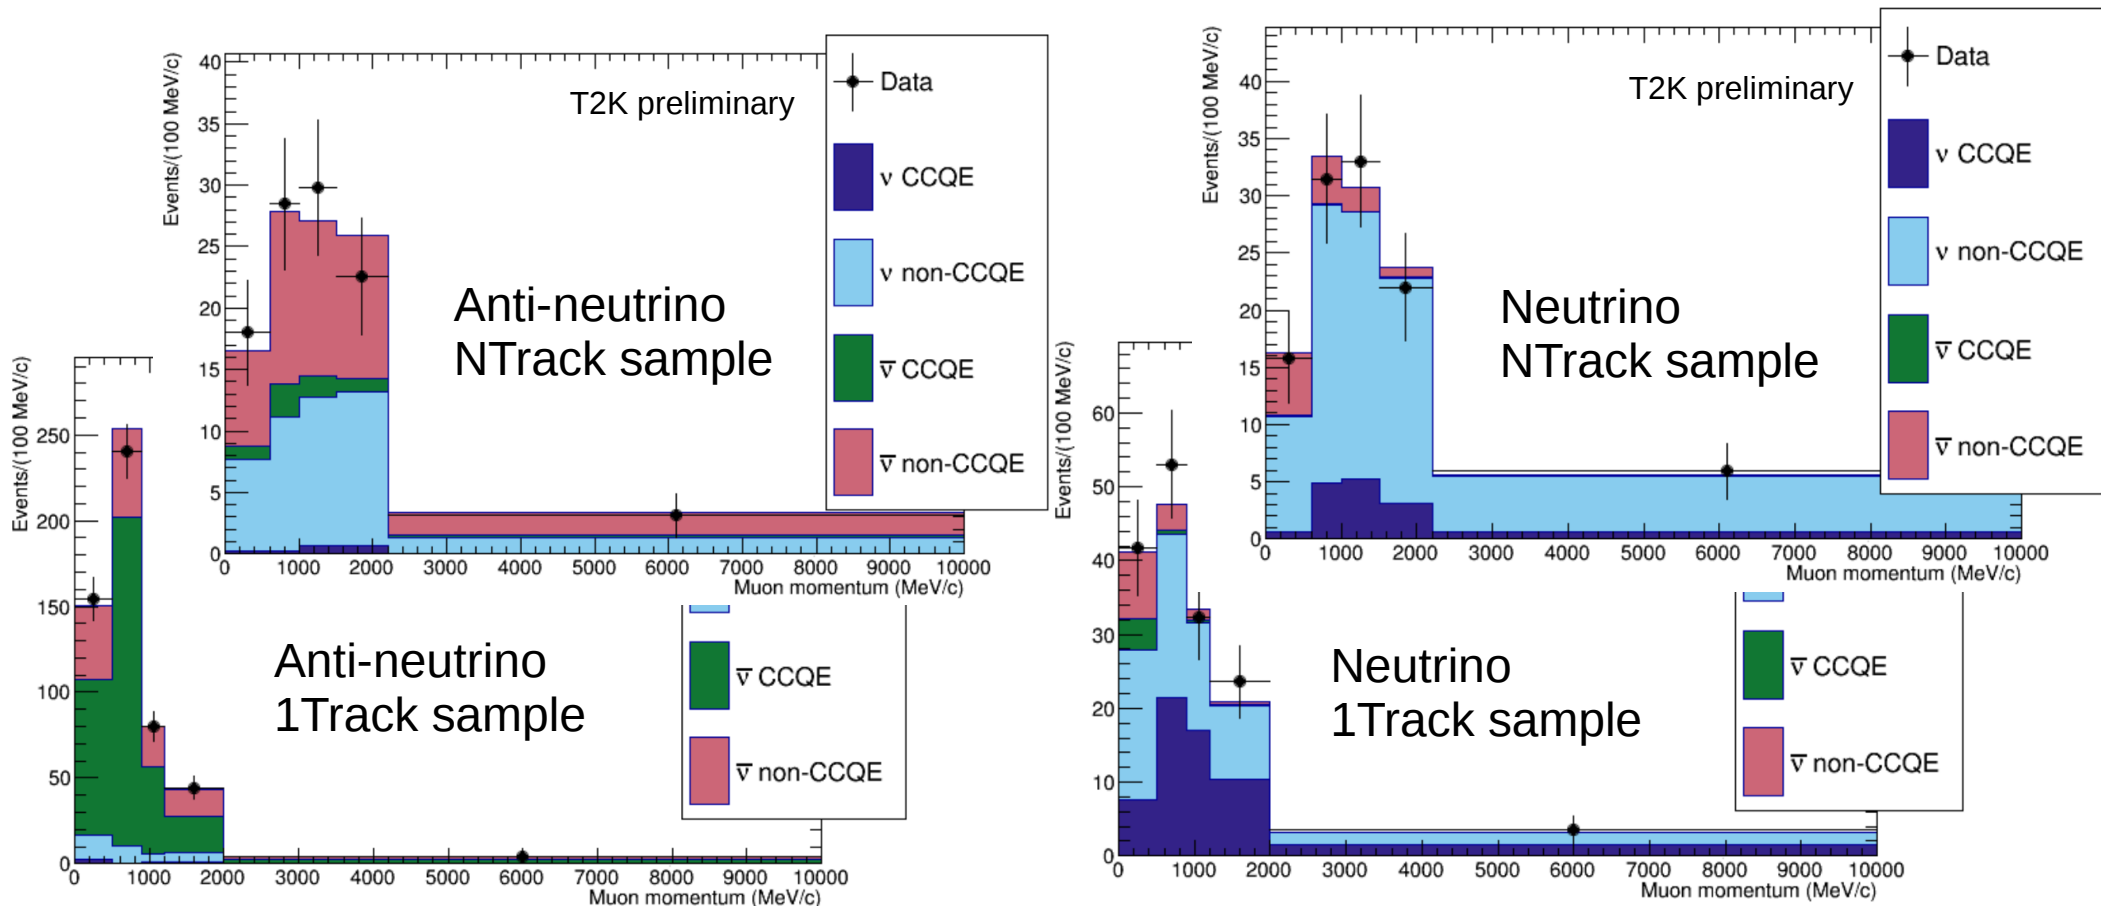 Events/(100 MeV/c)
40
35
30
25
20
15
10
5
0
T2K preliminary
Anti-neutrino
NTrack sample
Data
ν CCQE
ν non-CCQE
ν̅ CCQE
ν̅ non-CCQE
0 1000 2000 3000 4000 5000 6000 7000 8000 9000 10000
Muon momentum (MeV/c)
Events/(100 MeV/c)
40
35
30
25
20
15
10
5
0
T2K preliminary
Neutrino
NTrack sample
Data
ν CCQE
ν non-CCQE
ν̅ CCQE
ν̅ non-CCQE
0 1000 2000 3000 4000 5000 6000 7000 8000 9000 10000
Muon momentum (MeV/c)
Events/(100 MeV/c)
250
200
150
100
50
0
Anti-neutrino
1Track sample
ν̅ CCQE
ν̅ non-CCQE
0 1000 2000 3000 4000 5000 6000 7000 8000 9000 10000
Muon momentum (MeV/c)
Events/(100 MeV/c)
60
50
40
30
20
10
0
Neutrino
1Track sample
ν̅ CCQE
ν̅ non-CCQE
0 1000 2000 3000 4000 5000 6000 7000 8000 9000 10000
Muon momentum (MeV/c)